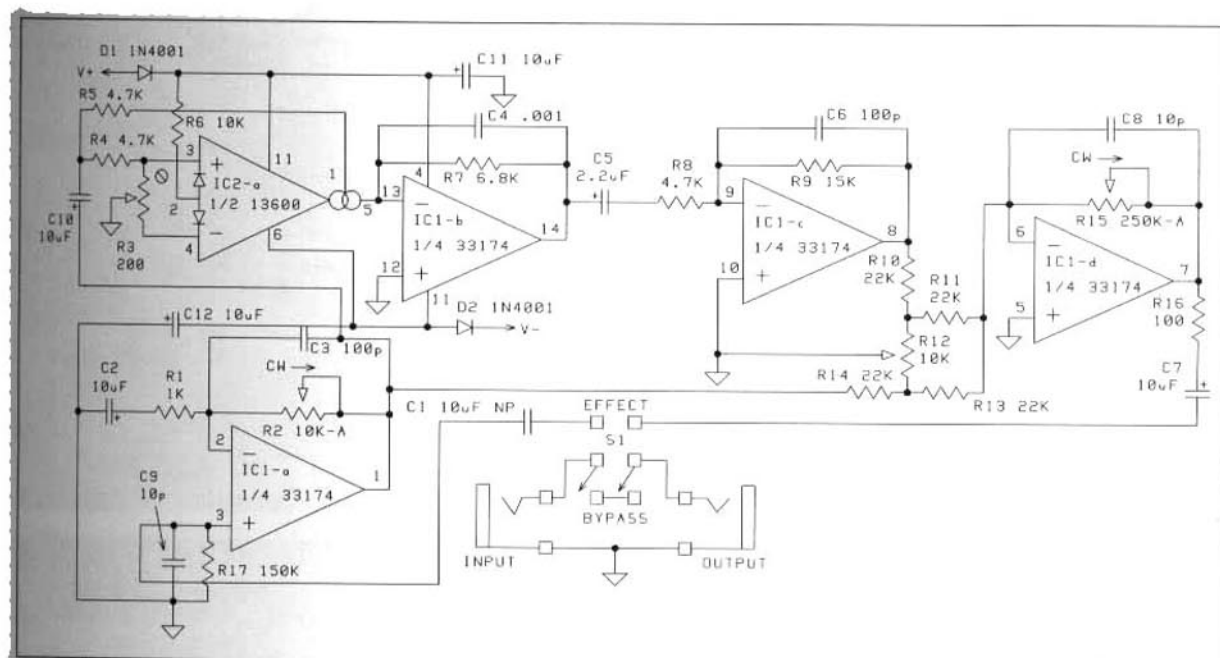 D1 1N4001
V+
C11 10uF
R5 4.7K
R6 10K
C4 .001
C6 100p
C8 10p
R4 4.7K
3
+
11
1
4
R7 6.8K
C5
2.2uF
R8
4.7K
R9 15K
CW
IC2-a
1/2 13600
5
13
-
9
-
R15 250K-A
C10
10uF
2
IC1-b
1/4 33174
14
IC1-c
1/4 33174
8
6
-
IC1-d
1/4 33174
7
R3
200
4
-
6
12
+
11
10
+
R10
22K
R11
22K
5
+
R16
100
C12 10uF
D2 1N4001
V-
C3 100p
R12
10K
C7
10uF
C2
10uF
R1
1K
CW
R14 22K
R13 22K
R2 10K-A
C1 10uF NP
EFFECT
S1
2
-
IC1-a
1/4 33174
1
C9
10p
BYPASS
3
+
R17 150K
INPUT
OUTPUT